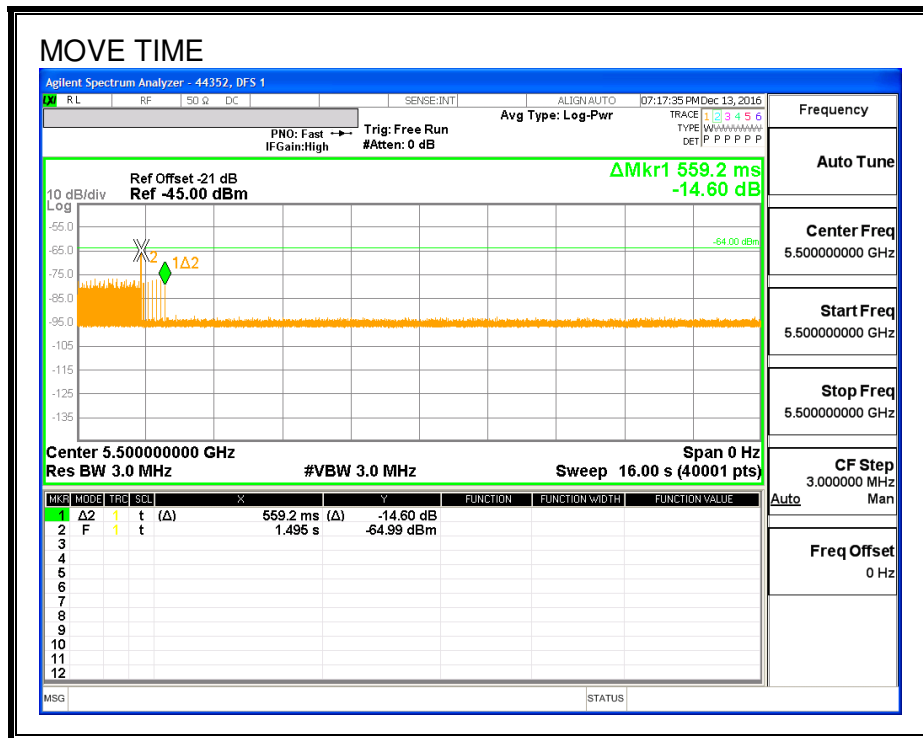 MOVE TIME
Agilent Spectrum Analyzer - 44352, DFS 1
LXI RL RF 50 Ω DC SENSE:INT ALIGN AUTO 07:17:35 PM Dec 13, 2016
PNO: Fast Trig: Free Run Avg Type: Log-Pwr TRACE 1 2 3 4 5 6
IFGain:High #Atten: 0 dB TYPE WWWWWWW
DET P P P P P P
ΔMkr1 559.2 ms
-14.60 dB
Ref Offset -21 dB
10 dB/div Ref -45.00 dBm
Log
-55.0
-64.00 dBm
-65.0
2
1Δ2
-75.0
-85.0
-95.0
-105
-115
-125
-135
Center 5.500000000 GHz Span 0 Hz
Res BW 3.0 MHz #VBW 3.0 MHz Sweep 16.00 s (40001 pts)
MKR MODE TRC SCL X Y FUNCTION FUNCTION WIDTH FUNCTION VALUE
1 Δ2 1 t (Δ) 559.2 ms (Δ) -14.60 dB
2 F 1 t 1.495 s -64.99 dBm
3
4
5
6
7
8
9
10
11
12
MSG STATUS
Frequency
Auto Tune
Center Freq
5.500000000 GHz
Start Freq
5.500000000 GHz
Stop Freq
5.500000000 GHz
CF Step
3.000000 MHz
Auto Man
Freq Offset
0 Hz